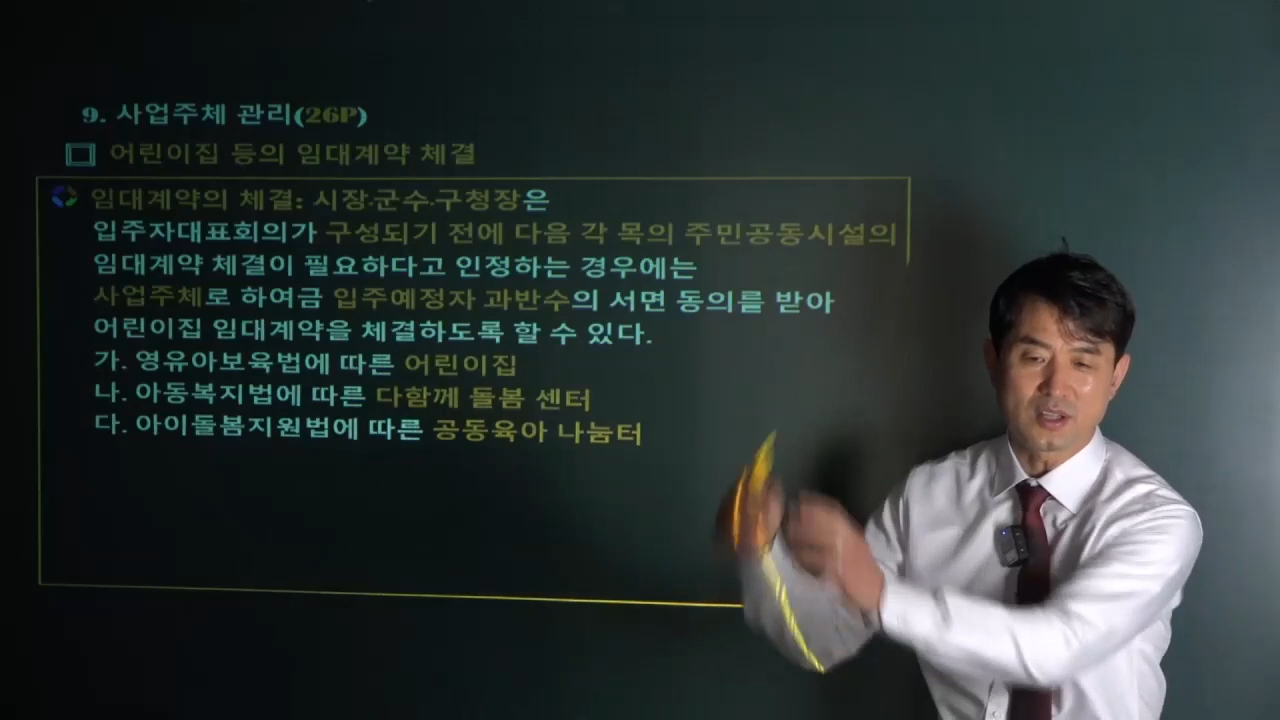 9. 사업주체 관리(26P)
어린이집 등의 임대계약 체결
임대계약의 체결: 시장·군수·구청장은
입주자대표회의가 구성되기 전에 다음 각 목의 주민공동시설의
임대계약 체결이 필요하다고 인정하는 경우에는
사업주체로 하여금 입주예정자 과반수의 서면 동의를 받아
어린이집 임대계약을 체결하도록 할 수 있다.
가. 영유아보육법에 따른 어린이집
나. 아동복지법에 따른 다함께 돌봄 센터
다. 아이돌봄지원법에 따른 공동육아 나눔터